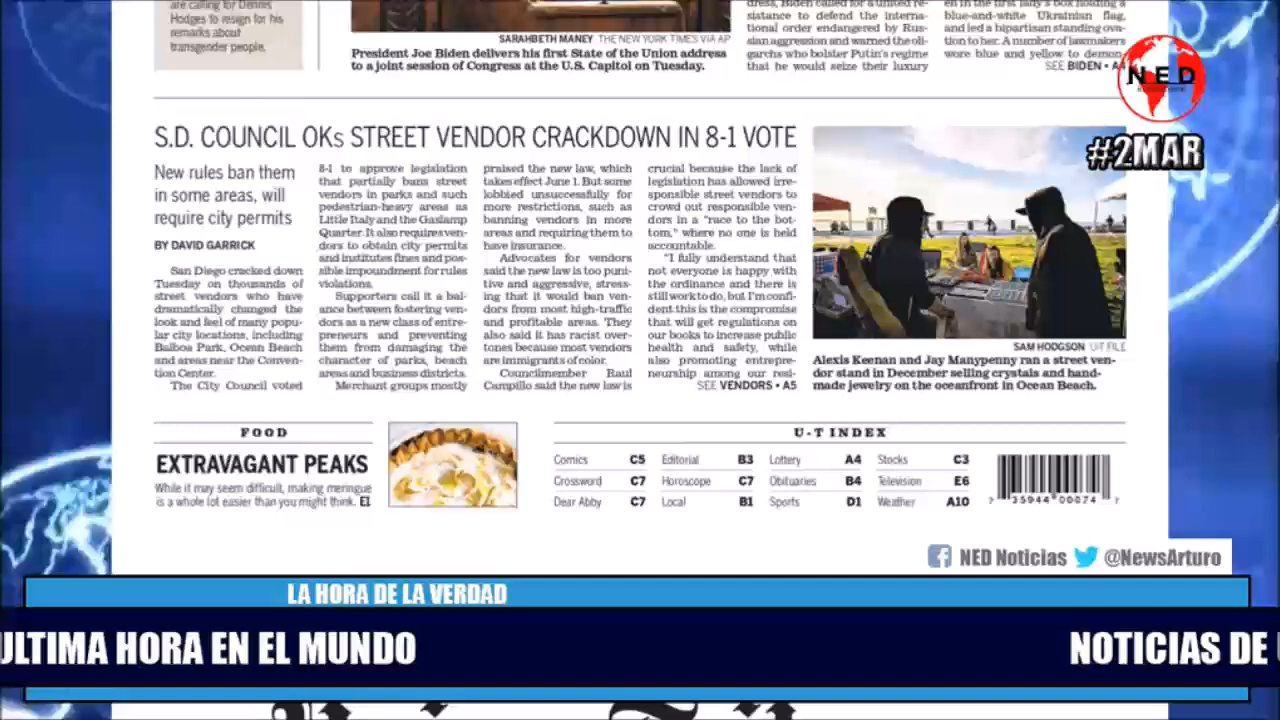 are calling for Dennis
Hodges to resign for his
remarks about
transgender people.
SARAHBETH MANEY THE NEW YORK TIMES VIA AP
President Joe Biden delivers his first State of the Union address
to a joint session of Congress at the U.S. Capitol on Tuesday.
dress, Biden called for a united re-
sistance to defend the interna-
tional order endangered by Rus-
sian aggression and warned the oli-
garchs who bolster Putin's regime
that he would seize their luxury
en in the first lady's box holding a
blue-and-white Ukrainian flag,
and led a bipartisan standing ova-
tion to her. A number of lawmakers
wore blue and yellow to demon-
SEE BIDEN • A4
NED
#2MAR
S.D. COUNCIL OKs STREET VENDOR CRACKDOWN IN 8-1 VOTE
New rules ban them
in some areas, will
require city permits
BY DAVID GARRICK
San Diego cracked down
Tuesday on thousands of
street vendors who have
dramatically changed the
look and feel of many popu-
lar city locations, including
Balboa Park, Ocean Beach
and areas near the Conven-
tion Center.
The City Council voted
8-1 to approve legislation
that partially bans street
vendors in parks and such
pedestrian-heavy areas as
Little Italy and the Gaslamp
Quarter. It also requires ven-
dors to obtain city permits
and institutes fines and pos-
sible impoundment for rules
violations.
Supporters call it a bal-
ance between fostering ven-
dors as a new class of entre-
preneurs and preventing
them from damaging the
character of parks, beach
areas and business districts.
Merchant groups mostly
praised the new law, which
takes effect June 1. But some
lobbied unsuccessfully for
more restrictions, such as
banning vendors in more
areas and requiring them to
have insurance.
Advocates for vendors
said the new law is too puni-
tive and aggressive, stress-
ing that it would ban ven-
dors from most high-traffic
and profitable areas. They
also said it has racist over-
tones because most vendors
are immigrants of color.
Councilmember Raul
Campillo said the new law is
crucial because the lack of
legislation has allowed irre-
sponsible street vendors to
crowd out responsible ven-
dors in a "race to the bot-
tom," where no one is held
accountable.
"I fully understand that
not everyone is happy with
the ordinance and there is
still work to do, but I'm confi-
dent this is the compromise
that will get regulations on
our books to increase public
health and safety, while
also promoting entrepre-
neurship among our resi-
SEE VENDORS • A5
SAM HODGSON U-T FILE
Alexis Keenan and Jay Manypenny ran a street ven-
dor stand in December selling crystals and hand-
made jewelry on the oceanfront in Ocean Beach.
FOOD
EXTRAVAGANT PEAKS
While it may seem difficult, making meringue
is a whole lot easier than you might think. E1
U-T INDEX
Comics C5 Editorial B3 Lottery A4 Stocks C3
Crossword C7 Horoscope C7 Obituaries B4 Television E6
Dear Abby C7 Local B1 Sports D1 Weather A10
7 35944 00074 7
NED Noticias @NewsArturo
LA HORA DE LA VERDAD
ULTIMA HORA EN EL MUNDO
NOTICIAS DE